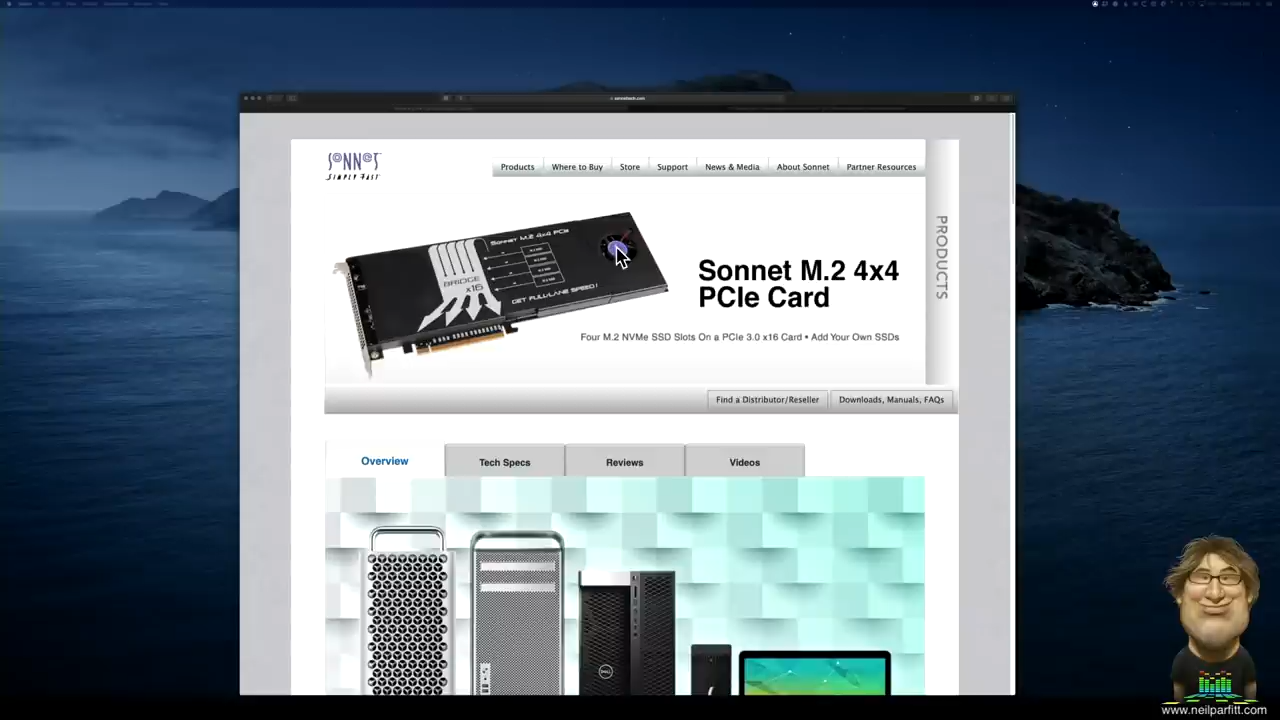 sonnettech.com
SONNET
SIMPLY FAST
Products
Where to Buy
Store
Support
News & Media
About Sonnet
Partner Resources
PRODUCTS
Sonnet M.2 4x4 PCIe
BRIDGE
x16
GET FULL LANE SPEED!
Sonnet M.2 4x4
PCIe Card
Four M.2 NVMe SSD Slots On a PCIe 3.0 x16 Card • Add Your Own SSDs
Find a Distributor/Reseller
Downloads, Manuals, FAQs
Overview
Tech Specs
Reviews
Videos
DELL
www.neilparfitt.com